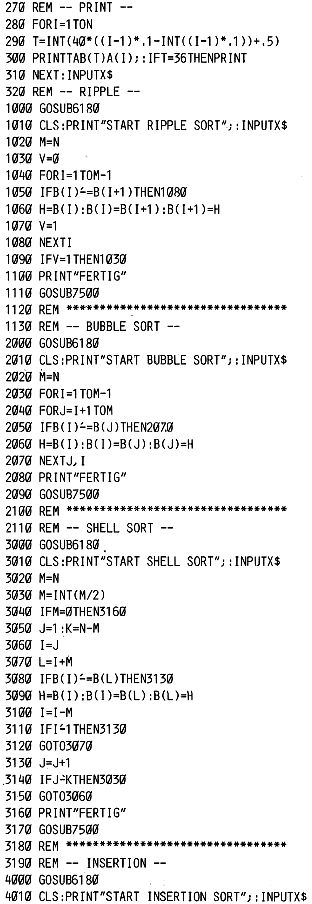 270 REM -- PRINT --
280 FORI=1TON
290 T=INT(40*((I-1)*.1-INT((I-1)*.1))+.5)
300 PRINTTAB(T)A(I);:IFT=36THENPRINT
310 NEXT:INPUTX$
320 REM -- RIPPLE --
1000 GOSUB6180
1010 CLS:PRINT"START RIPPLE SORT";:INPUTX$
1020 M=N
1030 V=0
1040 FORI=1TOM-1
1050 IFB(I)<=B(I+1)THEN1080
1060 H=B(I):B(I)=B(I+1):B(I+1)=H
1070 V=1
1080 NEXTI
1090 IFV=1THEN1030
1100 PRINT"FERTIG"
1110 GOSUB7500
1120 REM ********************************
1130 REM -- BUBBLE SORT --
2000 GOSUB6180
2010 CLS:PRINT"START BUBBLE SORT";:INPUTX$
2020 M=N
2030 FORI=1TOM-1
2040 FORJ=I+1TOM
2050 IFB(I)<=B(J)THEN2070
2060 H=B(I):B(I)=B(J):B(J)=H
2070 NEXTJ,I
2080 PRINT"FERTIG"
2090 GOSUB7500
2100 REM ********************************
2110 REM -- SHELL SORT --
3000 GOSUB6180
3010 CLS:PRINT"START SHELL SORT";:INPUTX$
3020 M=N
3030 M=INT(M/2)
3040 IFM=0THEN3160
3050 J=1:K=N-M
3060 I=J
3070 L=I+M
3080 IFB(I)<=B(L)THEN3130
3090 H=B(I):B(I)=B(L):B(L)=H
3100 I=I-M
3110 IFI<1THEN3130
3120 GOTO3070
3130 J=J+1
3140 IFJ>KTHEN3030
3150 GOTO3060
3160 PRINT"FERTIG"
3170 GOSUB7500
3180 REM ********************************
3190 REM -- INSERTION --
4000 GOSUB6180
4010 CLS:PRINT"START INSERTION SORT";:INPUTX$